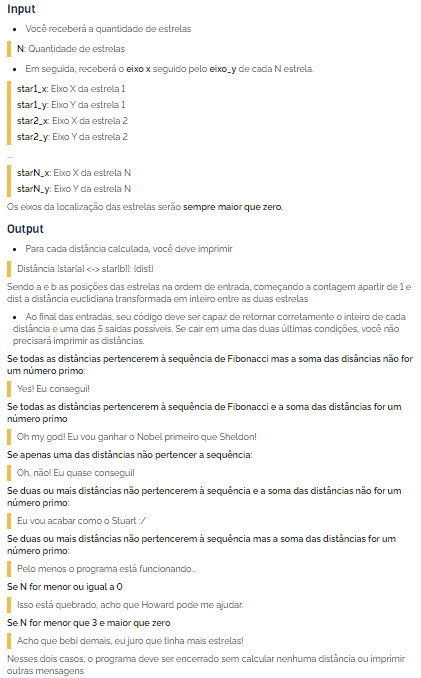 Input
Você receberá a quantidade de estrelas
N: Quantidade de estrelas
Em seguida, receberá o eixo x seguido pelo eixo_y de cada N estrela.
star1_x: Eixo X da estrela 1
star1_y: Eixo Y da estrela 1
star2_x: Eixo X da estrela 2
star2_y: Eixo Y da estrela 2
...
starN_x: Eixo X da estrela N
starN_y: Eixo Y da estrela N
Os eixos da localização das estrelas serão sempre maior que zero.
Output
Para cada distância calculada, você deve imprimir
Distância [star{a} <-> star{b}]: {dist}
Sendo a e b as posições das estrelas na ordem de entrada, começando a contagem apartir de 1 e
dist a distância euclidiana transformada em inteiro entre as duas estrelas
Ao final das entradas, seu código deve ser capaz de retornar corretamente o inteiro de cada
distância e uma das 5 saídas possíveis. Se cair em uma das duas últimas condições, você não
precisará imprimir as distâncias.
Se todas as distâncias pertencerem à sequência de Fibonacci mas a soma das disâncias não for
um número primo:
Yes! Eu consegui!
Se todas as distâncias pertencerem à sequência de Fibonacci e a soma das distâncias for um
número primo
Oh my god! Eu vou ganhar o Nobel primeiro que Sheldon!
Se apenas uma das distâncias não pertencer a sequência:
Oh, não! Eu quase consegui!
Se duas ou mais distâncias não pertencerem à sequência e a soma das distâncias não for um
número primo:
Eu vou acabar como o Stuart :/
Se duas ou mais distâncias não pertencerem à sequência mas a soma das distâncias for um
número primo:
Pelo menos o programa está funcionando...
Se N for menor ou igual a 0
Isso está quebrado, acho que Howard pode me ajudar.
Se N for menor que 3 e maior que zero
Acho que bebi demais, eu juro que tinha mais estrelas!
Nesses dois casos, o programa deve ser encerrado sem calcular nenhuma distância ou imprimir
outras mensagens